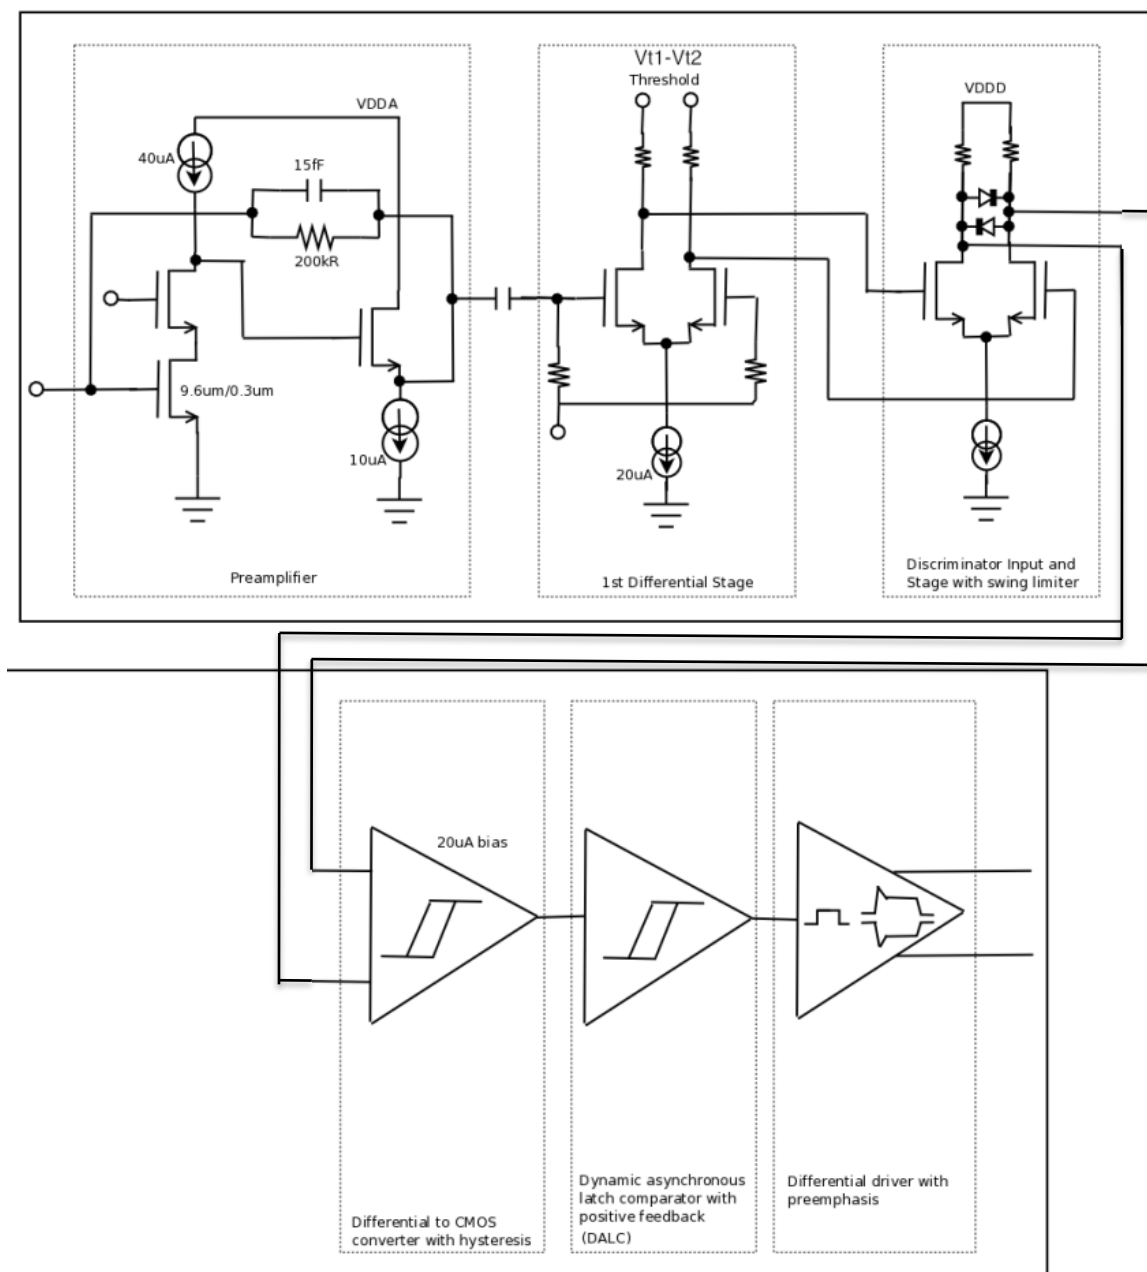 Vt1-Vt2
Threshold
VDDD
VDDA
40uA
15fF
200kR
9.6um/0.3um
10uA
20uA
Preamplifier
1st Differential Stage
Discriminator Input and
Stage with swing limiter
20uA bias
Differential to CMOS
converter with hysteresis
Dynamic asynchronous
latch comparator with
positive feedback
(DALC)
Differential driver with
preemphasis